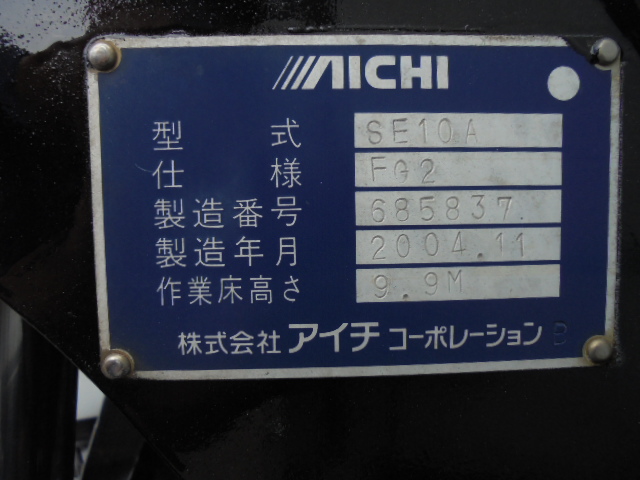 AICHI
型 式 SE10A
仕 様 FG2
製造番号 685837.
製造年月 2004.11
作業床高さ 9.9M
株式会社 アイチ コーポレーション P